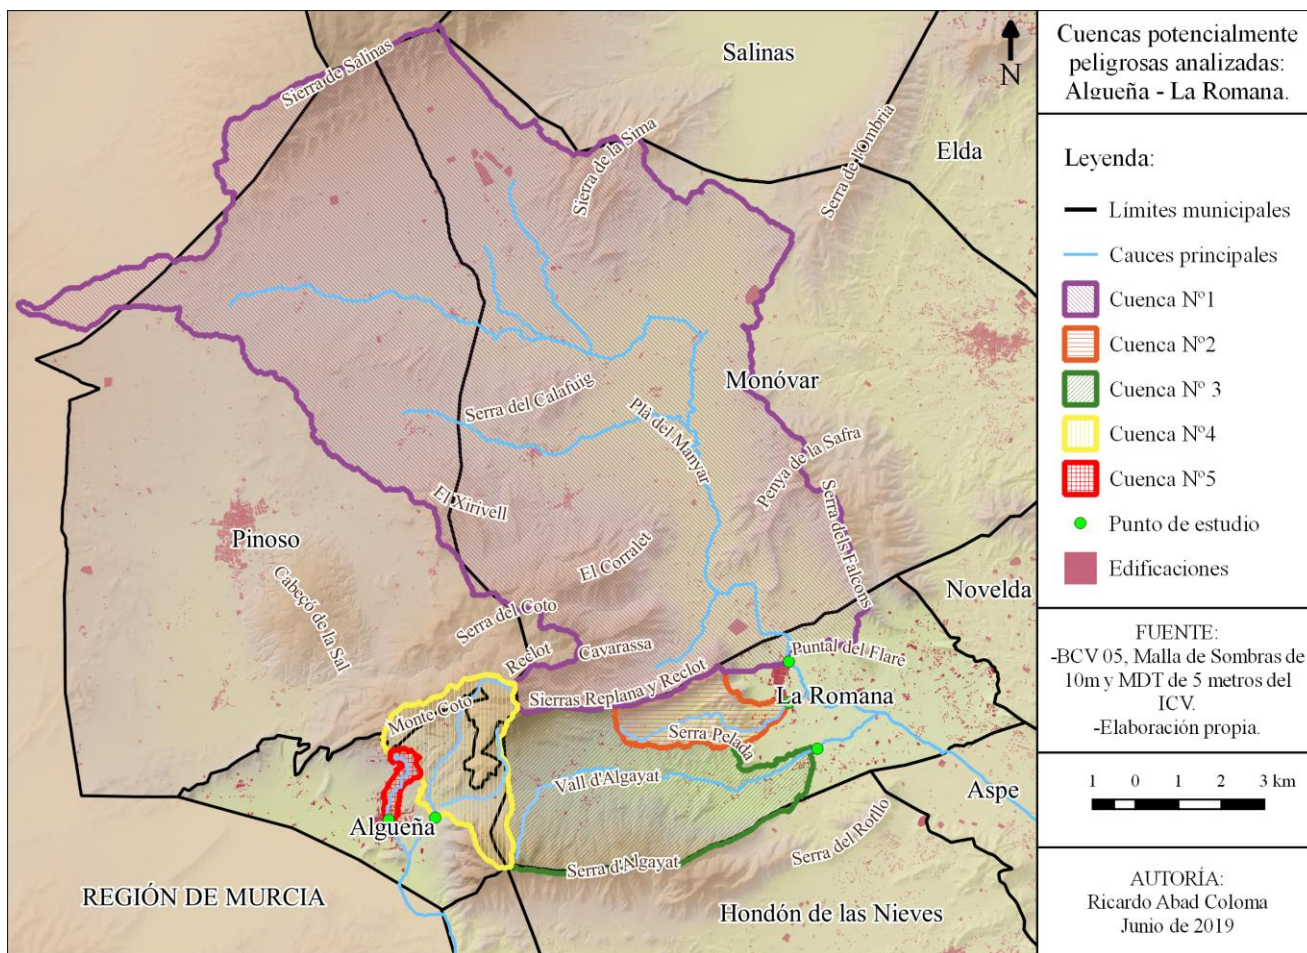 Salinas
Sierra de Salinas
Sierra de la Sima
Serra de l'Ombria
Elda
Monóvar
Serra del Calafuig
Plà del Manyar
Penya de la Safra
Serra dels Falcons
El Xirivell
Pinoso
Cabeçó de la Sal
El Corralet
Serra del Coto
Novelda
Reclot
Cavarassa
Puntal del Flare
Sierras Replana y Reclot
La Romana
Monte Coto
Serra Pelada
Vall d'Algayat
Aspe
Algueña
Serra del Rotllo
Serra d'Algayat
REGIÓN DE MURCIA
Hondón de las Nieves
N
Cuencas potencialmente
peligrosas analizadas:
Algueña - La Romana.
Leyenda:
Límites municipales
Cauces principales
Cuenca Nº1
Cuenca Nº2
Cuenca Nº 3
Cuenca Nº4
Cuenca Nº5
Punto de estudio
Edificaciones
FUENTE:
-BCV 05, Malla de Sombras de
10m y MDT de 5 metros del
ICV.
-Elaboración propia.
1 0 1 2 3 km
AUTORÍA:
Ricardo Abad Coloma
Junio de 2019